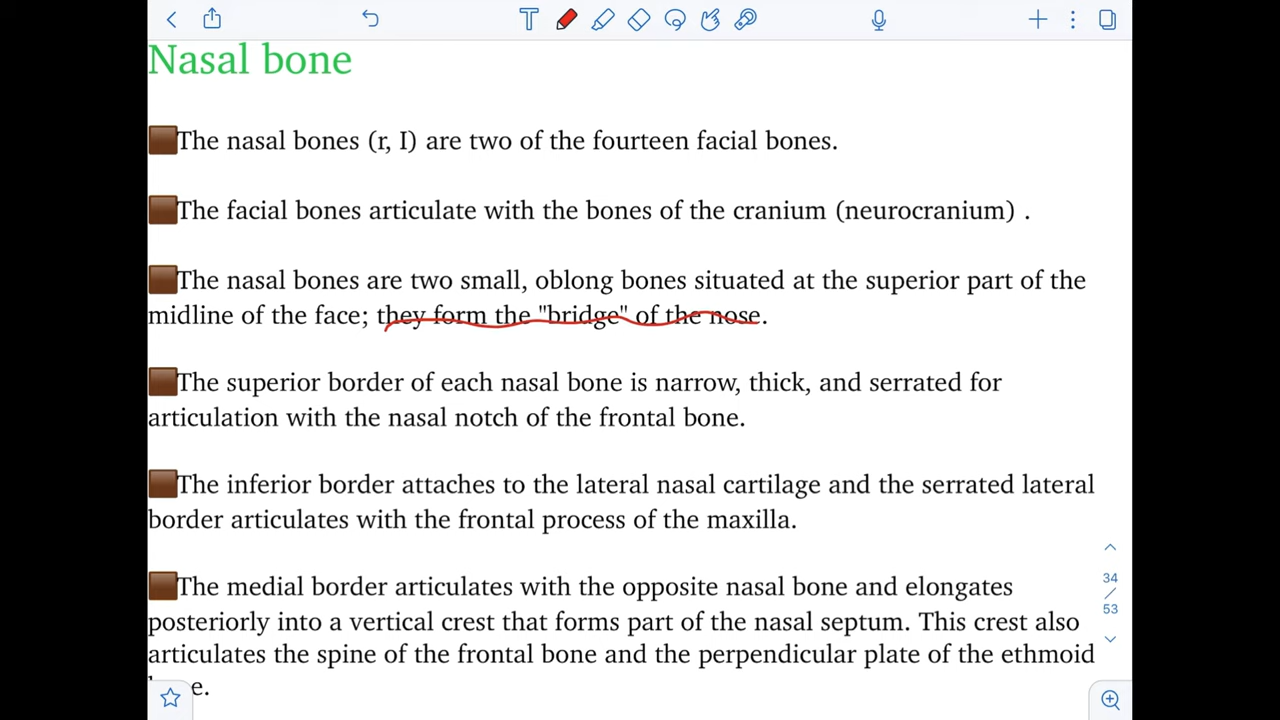 Nasal bone
The nasal bones (r, I) are two of the fourteen facial bones.
The facial bones articulate with the bones of the cranium (neurocranium) .
The nasal bones are two small, oblong bones situated at the superior part of the
midline of the face; they form the "bridge" of the nose.
The superior border of each nasal bone is narrow, thick, and serrated for
articulation with the nasal notch of the frontal bone.
The inferior border attaches to the lateral nasal cartilage and the serrated lateral
border articulates with the frontal process of the maxilla.
34
/
53
The medial border articulates with the opposite nasal bone and elongates
posteriorly into a vertical crest that forms part of the nasal septum. This crest also
articulates the spine of the frontal bone and the perpendicular plate of the ethmoid